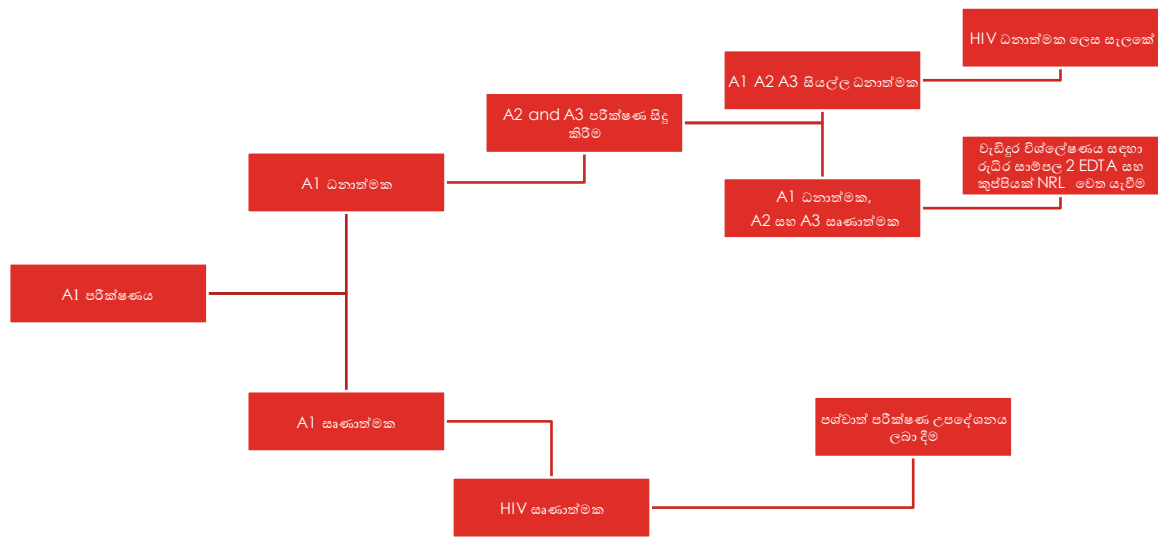 HIV ධනාත්මක ලෙස සැලකේ
A1 A2 A3 සියල්ල ධනාත්මක
A2 and A3 පරීක්ෂණ සිදු
කිරීම
වැඩිදුර විශ්ලේෂණය සඳහා
රුධිර සාම්පල 2 EDTA සහ
කුප්පියක් NRL වෙත යැවීම
A1 ධනාත්මක
A1 ධනාත්මක,
A2 සහ A3 සෘණාත්මක
A1 පරීක්ෂණය
A1 සෘණාත්මක
පශ්චාත් පරීක්ෂණ උපදේශනය
ලබා දීම
HIV සෘණාත්මක